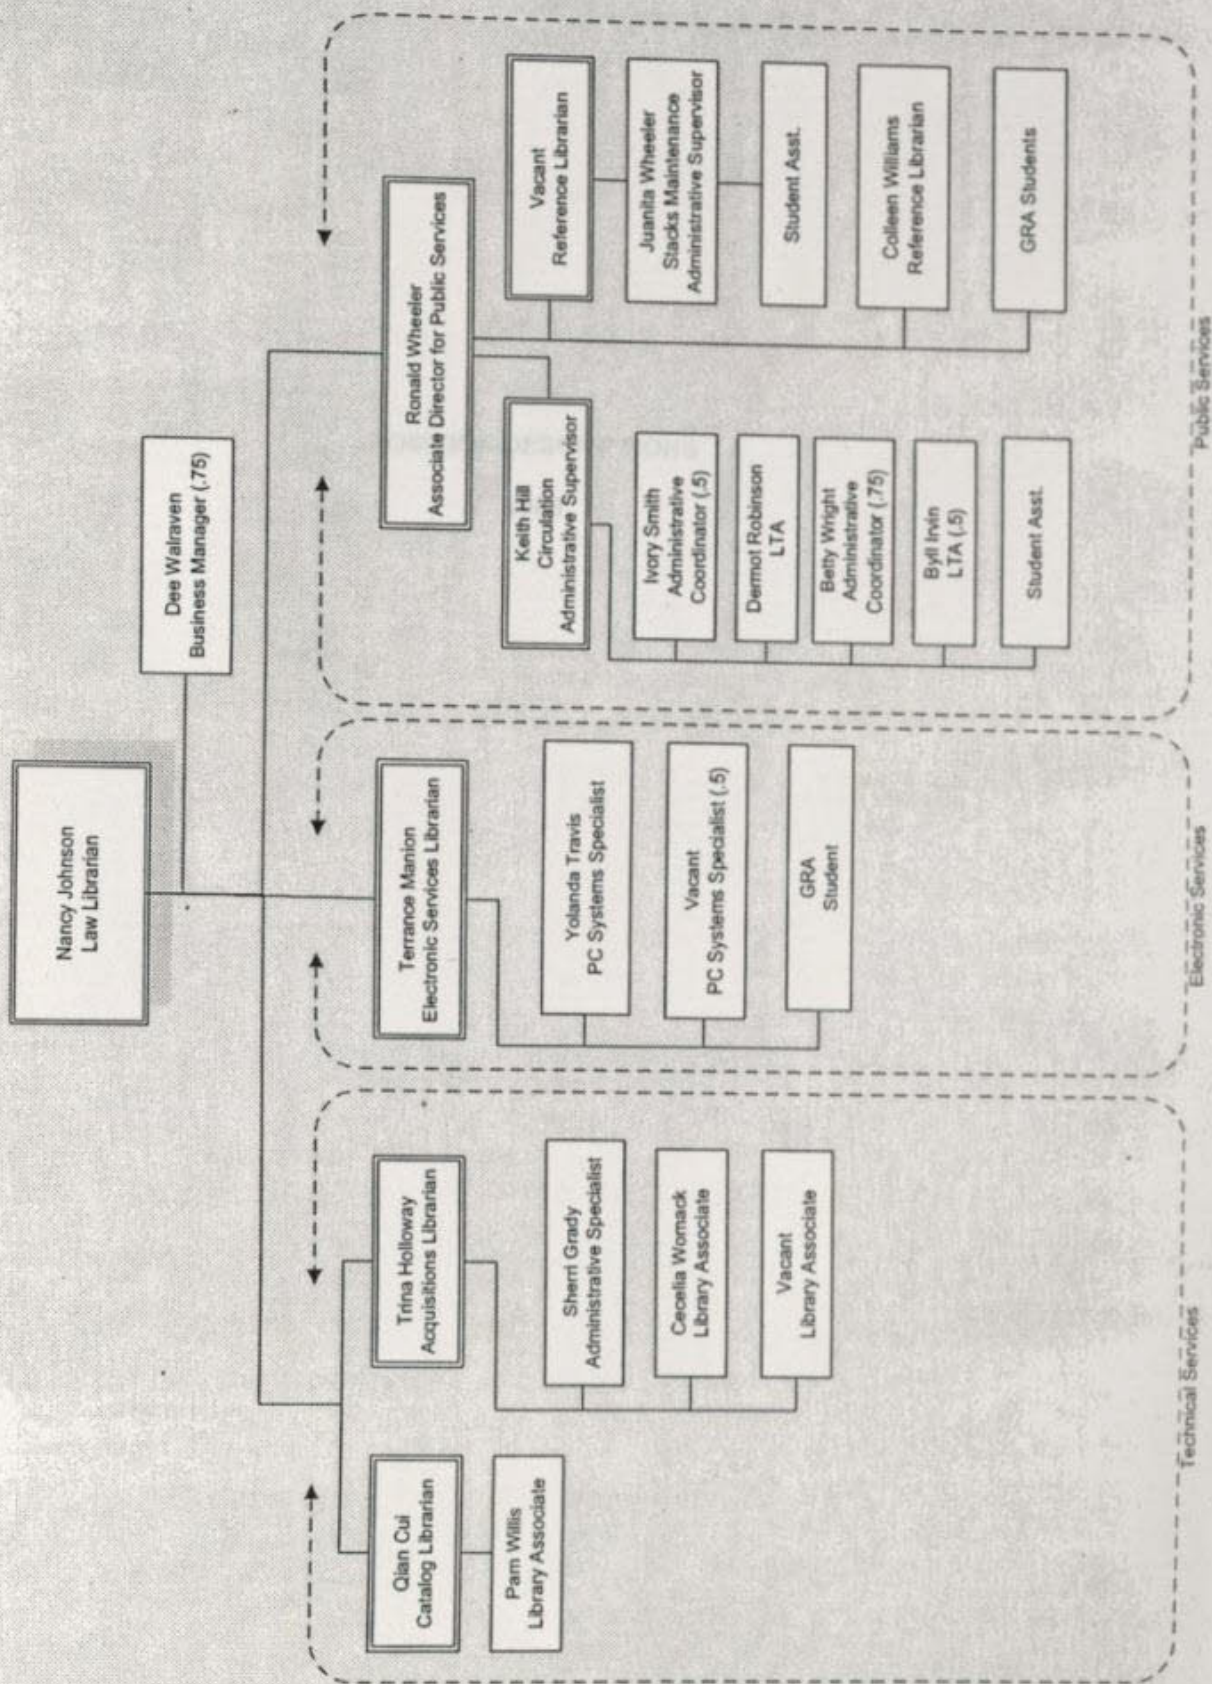 Nancy Johnson
Law Librarian
Dee Walraven
Business Manager (.75)
Qian Cui
Catalog Librarian
Pam Willis
Library Associate
Trina Holloway
Acquisitions Librarian
Sherri Grady
Administrative Specialist
Cecelia Womack
Library Associate
Vacant
Library Associate
Technical Services
Terrance Manion
Electronic Services Librarian
Yolanda Travis
PC Systems Specialist
Vacant
PC Systems Specialist (.5)
GRA
Student
Electronic Services
Ronald Wheeler
Associate Director for Public Services
Keith Hill
Circulation
Administrative Supervisor
Ivory Smith
Administrative
Coordinator (.5)
Dermot Robinson
LTA
Betty Wright
Administrative
Coordinator (.75)
Byll Irvin
LTA (.5)
Student Asst.
Vacant
Reference Librarian
Juanita Wheeler
Stacks Maintenance
Administrative Supervisor
Student Asst.
Colleen Williams
Reference Librarian
GRA Students
Public Services